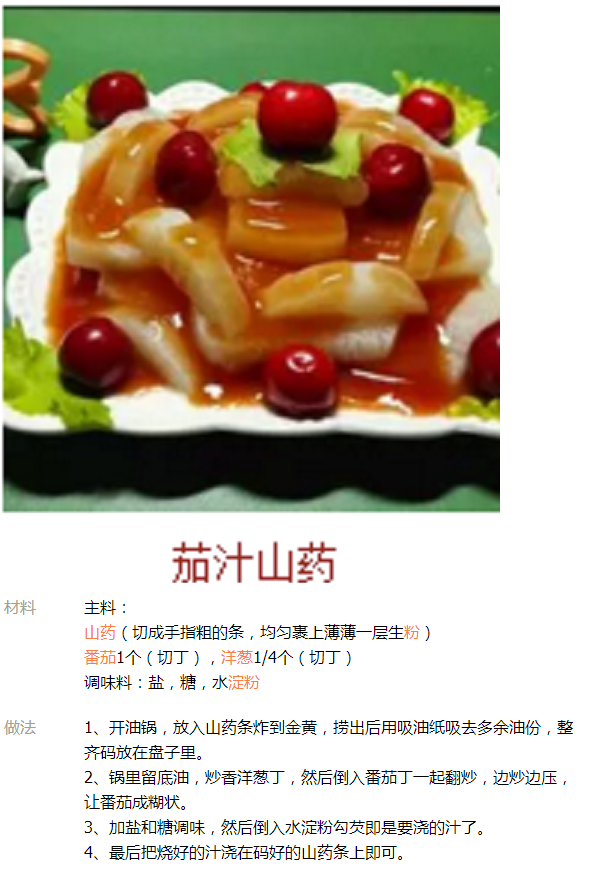 茄汁山药
材料
主料：
山药（切成手指粗的条，均匀裹上薄薄一层生粉）
番茄1个（切丁），洋葱1/4个（切丁）
调味料：盐，糖，水淀粉
做法
1、开油锅，放入山药条炸到金黄，捞出后用吸油纸吸去多余油份，整
齐码放在盘子里。
2、锅里留底油，炒香洋葱丁，然后倒入番茄丁一起翻炒，边炒边压，
让番茄成糊状。
3、加盐和糖调味，然后倒入水淀粉勾芡即是要浇的汁了。
4、最后把烧好的汁浇在码好的山药条上即可。